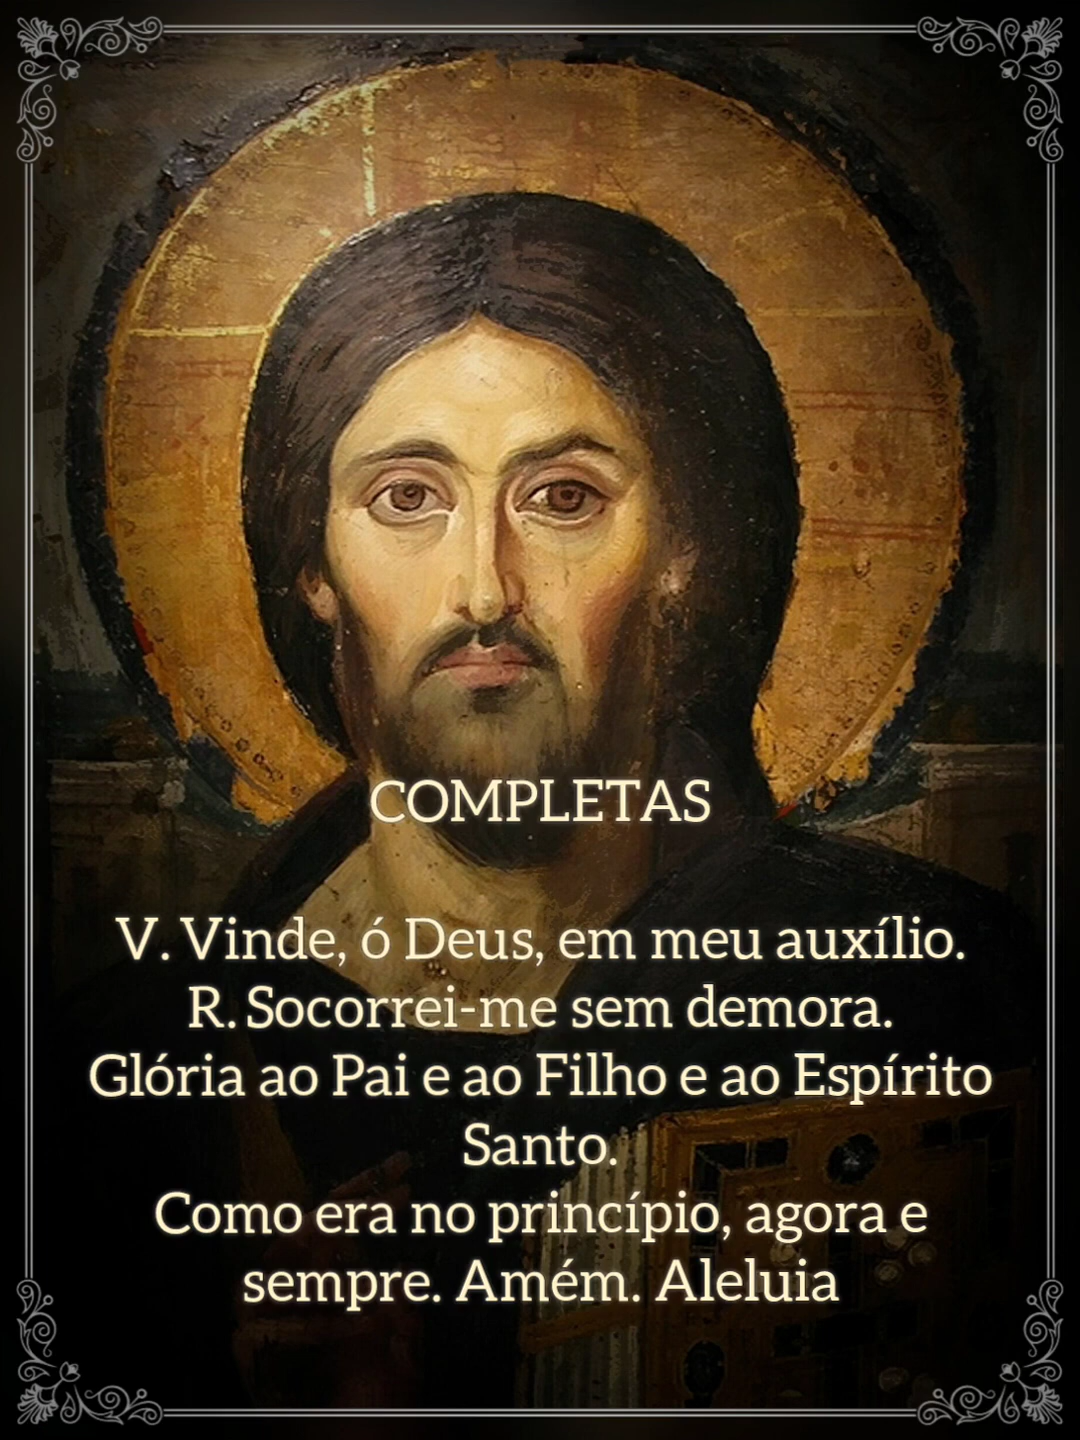 COMPLETAS
V. Vinde, ó Deus, em meu auxílio.
R. Socorrei-me sem demora.
Glória ao Pai e ao Filho e ao Espírito
Santo.
Como era no princípio, agora e
sempre. Amém. Aleluia